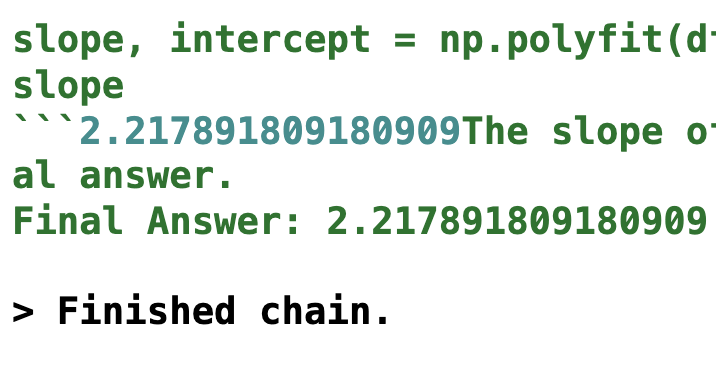 slope, intercept = np.polyfit(d
slope
```2.217891809180909The slope o
al answer.
Final Answer: 2.217891809180909

> Finished chain.